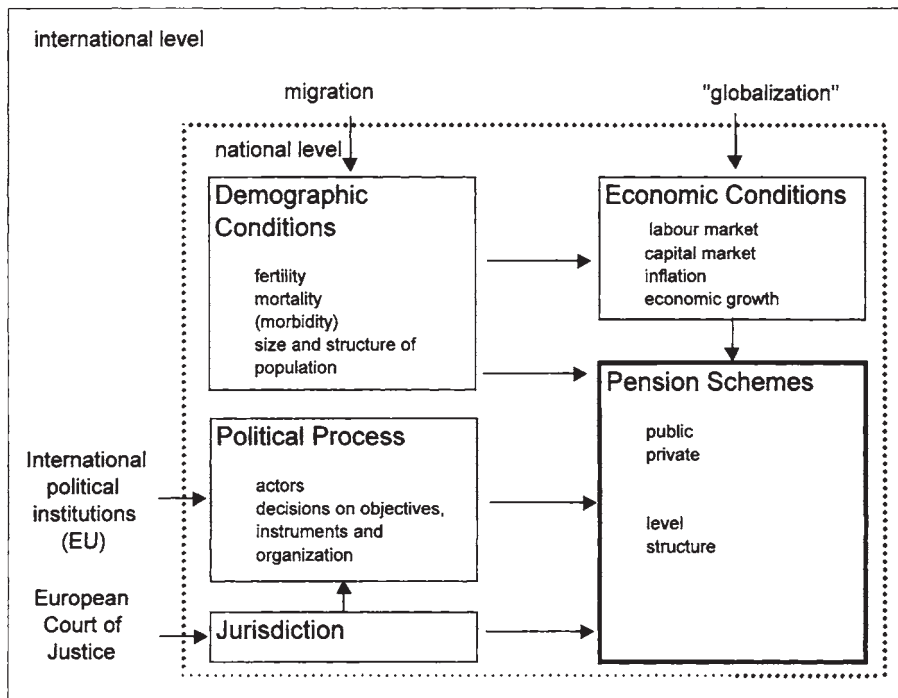 international level
migration
"globalization"
national level
Demographic
Conditions
fertility
mortality
(morbidity)
size and structure of
population
Economic Conditions
labour market
capital market
inflation
economic growth
International
political
institutions
(EU)
Political Process
actors
decisions on objectives,
instruments and
organization
Pension Schemes
public
private
level
structure
European
Court of
Justice
Jurisdiction